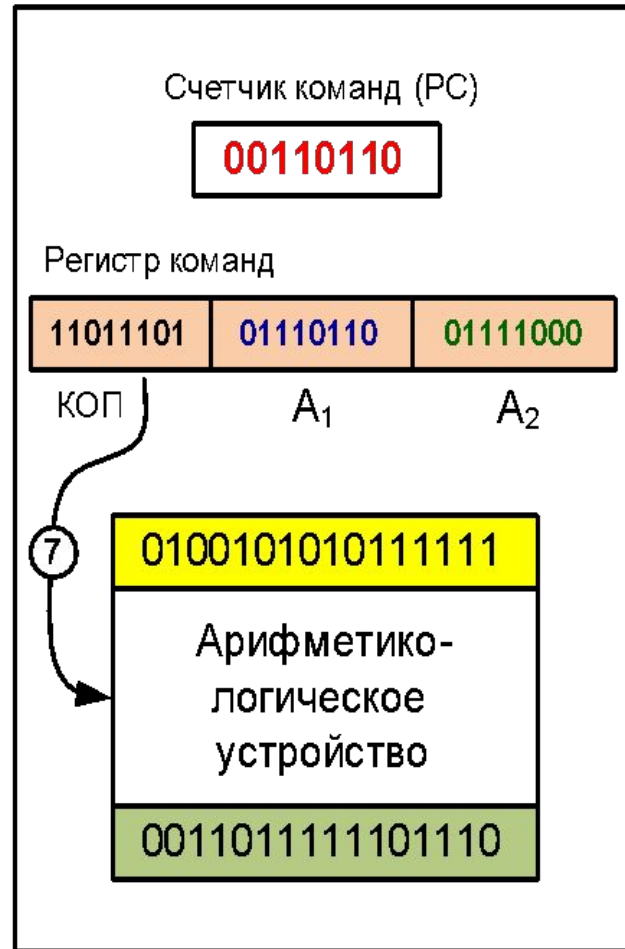 Счетчик команд (PC)
00110110
Регистр команд
11011101 01110110 01111000
КОП A₁ A₂
7
0100101010111111
Арифметико-
логическое
устройство
0011011111101110